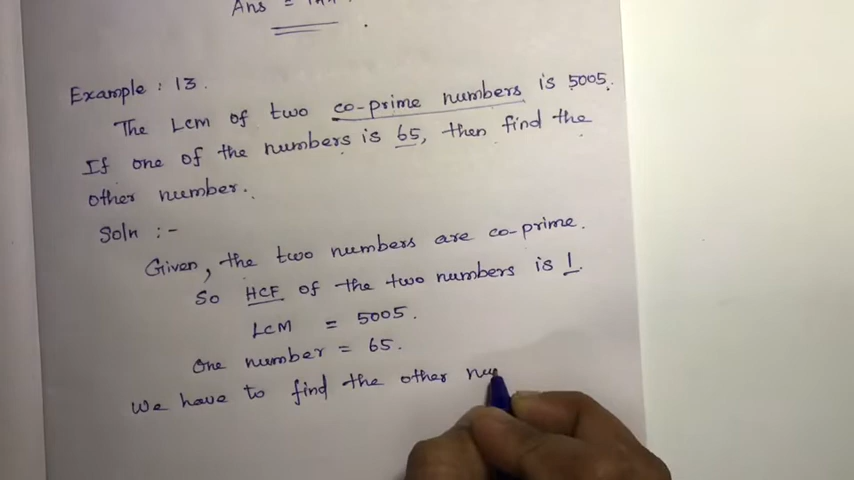 Ans =
Example : 13.
The LCM of two co-prime numbers is 5005.
If one of the numbers is 65, then find the
other number.
Soln :-
Given, the two numbers are co-prime.
So HCF of the two numbers is 1.
LCM = 5005.
One number = 65.
We have to find the other nu